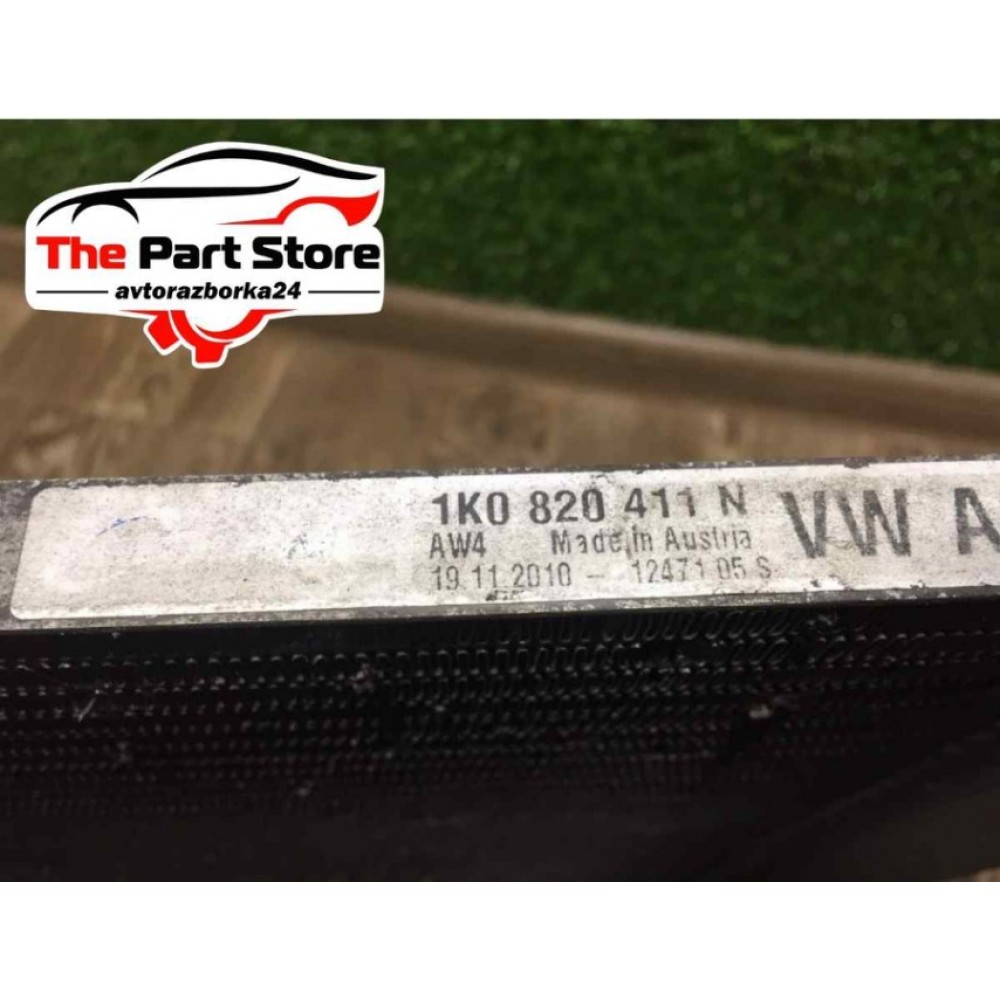 The Part Store
avtorazborka24
1K0 820 411 N
AW4 Made in Austria
19.11.2010 - 12471 05 S
VW A